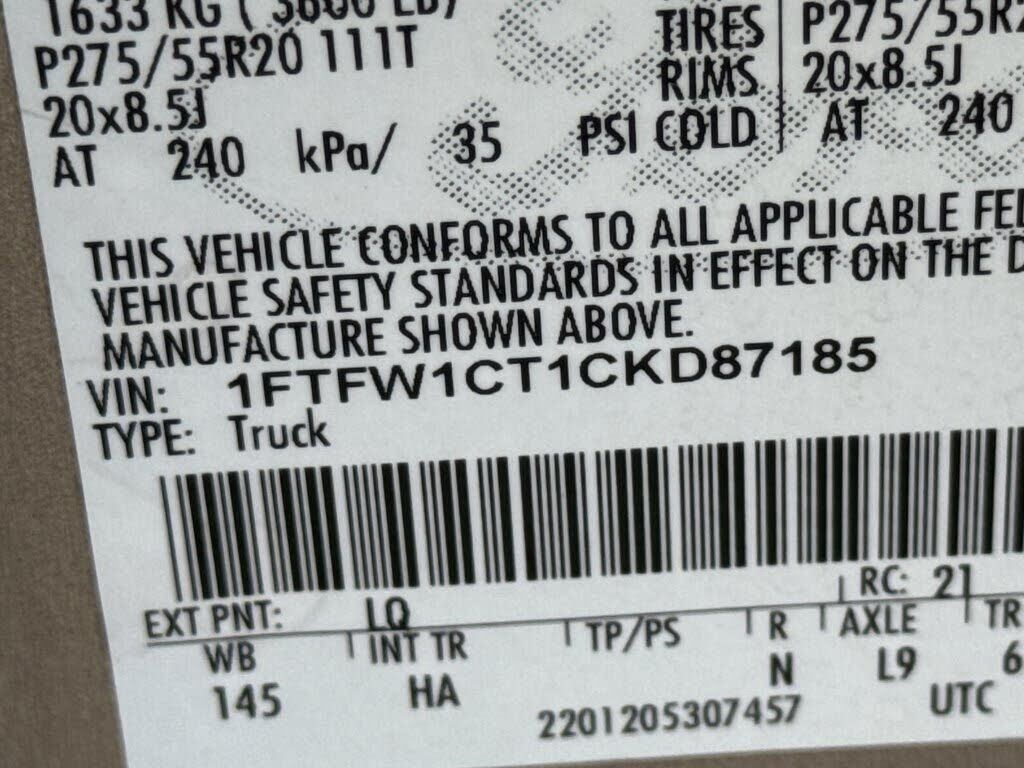 1633 KG ( 3600 LB)
P275/55R20 111T TIRES P275/55R2
20x8.5J RIMS 20x8.5J
AT 240 kPa/ 35 PSI COLD AT 240
THIS VEHICLE CONFORMS TO ALL APPLICABLE FE
VEHICLE SAFETY STANDARDS IN EFFECT ON THE D
MANUFACTURE SHOWN ABOVE.
VIN: 1FTFW1CT1CKD87185
TYPE: Truck
EXT PNT: LQ RC: 21
WB INT TR TP/PS R AXLE TR
145 HA N L9 6
2201205307457 UTC